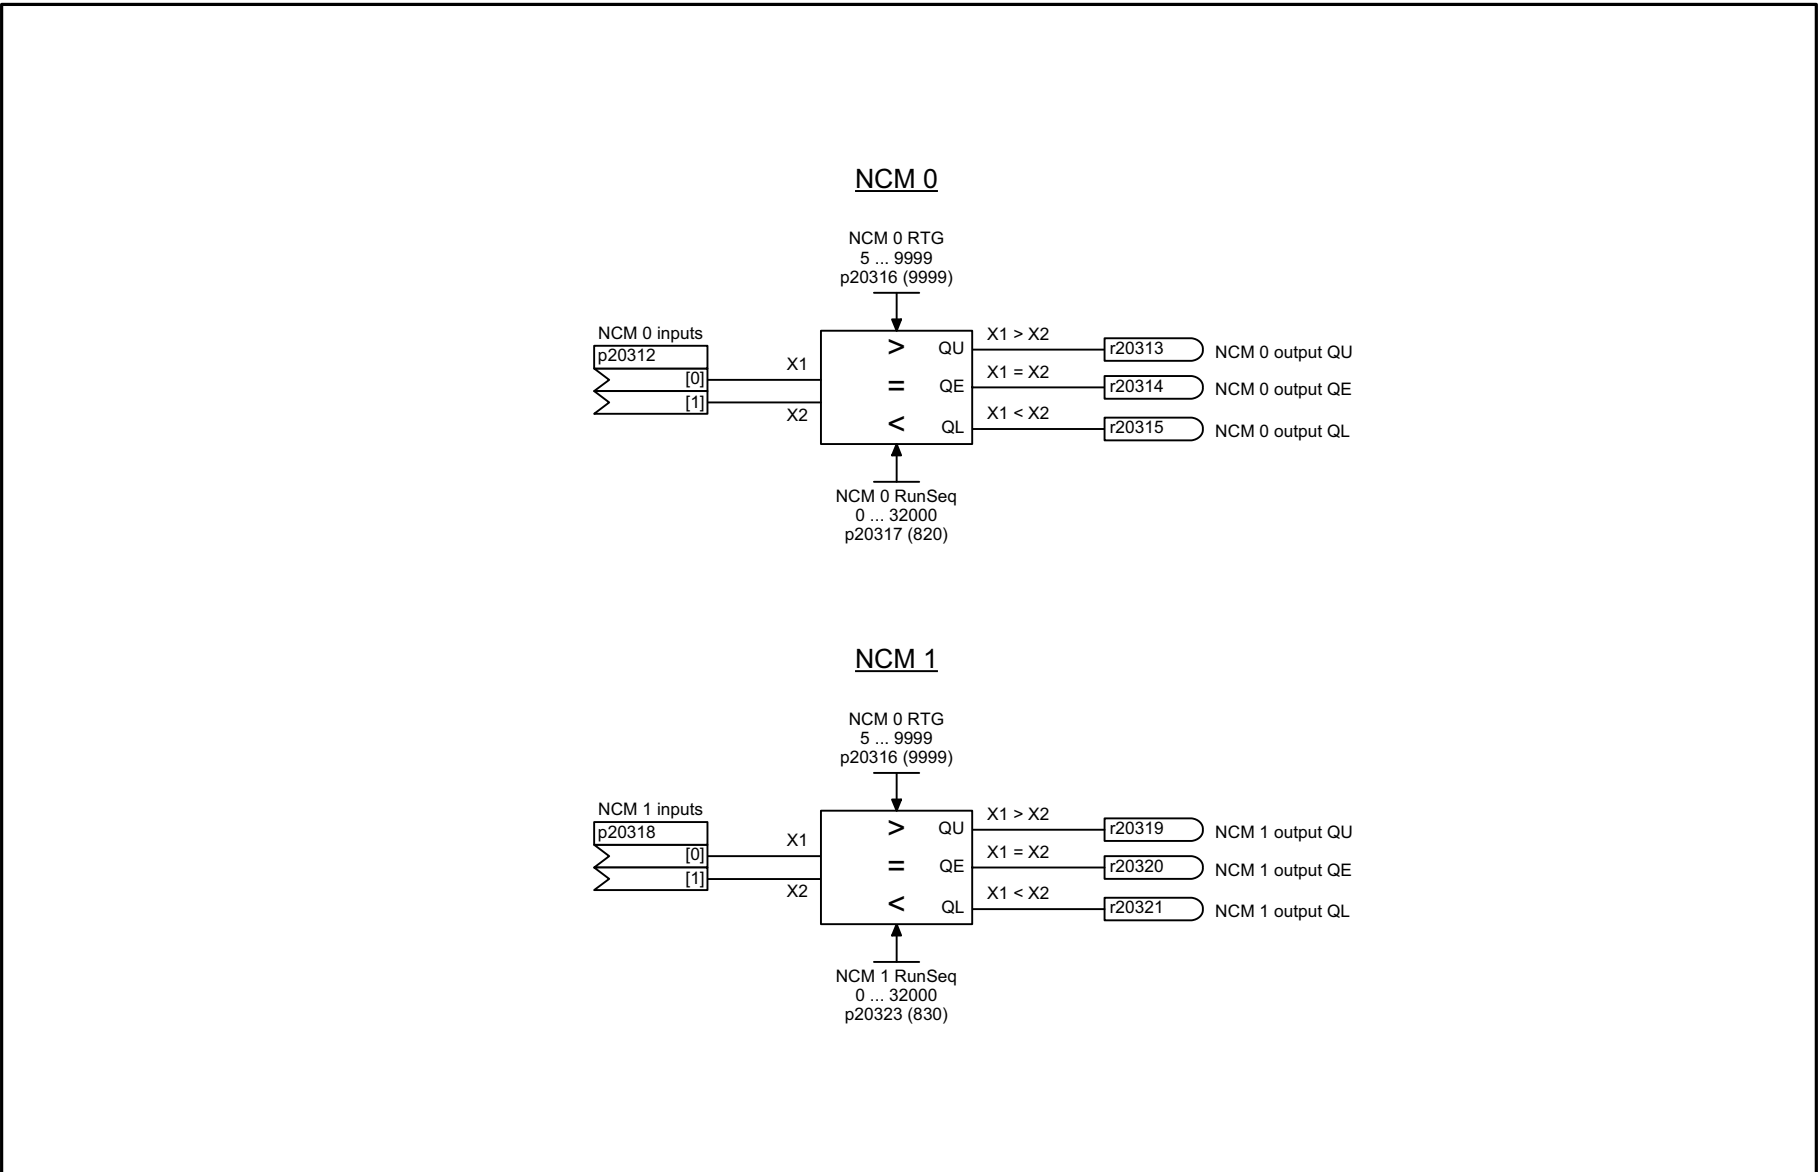 NCM 0
NCM 0 RTG
5 ... 9999
p20316 (9999)
NCM 0 inputs
p20312
[0]
[1]
X1
X2
>
=
<
QU
QE
QL
X1 > X2
X1 = X2
X1 < X2
r20313
NCM 0 output QU
r20314
NCM 0 output QE
r20315
NCM 0 output QL
NCM 0 RunSeq
0 ... 32000
p20317 (820)
NCM 1
NCM 0 RTG
5 ... 9999
p20316 (9999)
NCM 1 inputs
p20318
[0]
[1]
X1
X2
>
=
<
QU
QE
QL
X1 > X2
X1 = X2
X1 < X2
r20319
NCM 1 output QU
r20320
NCM 1 output QE
r20321
NCM 1 output QL
NCM 1 RunSeq
0 ... 32000
p20323 (830)